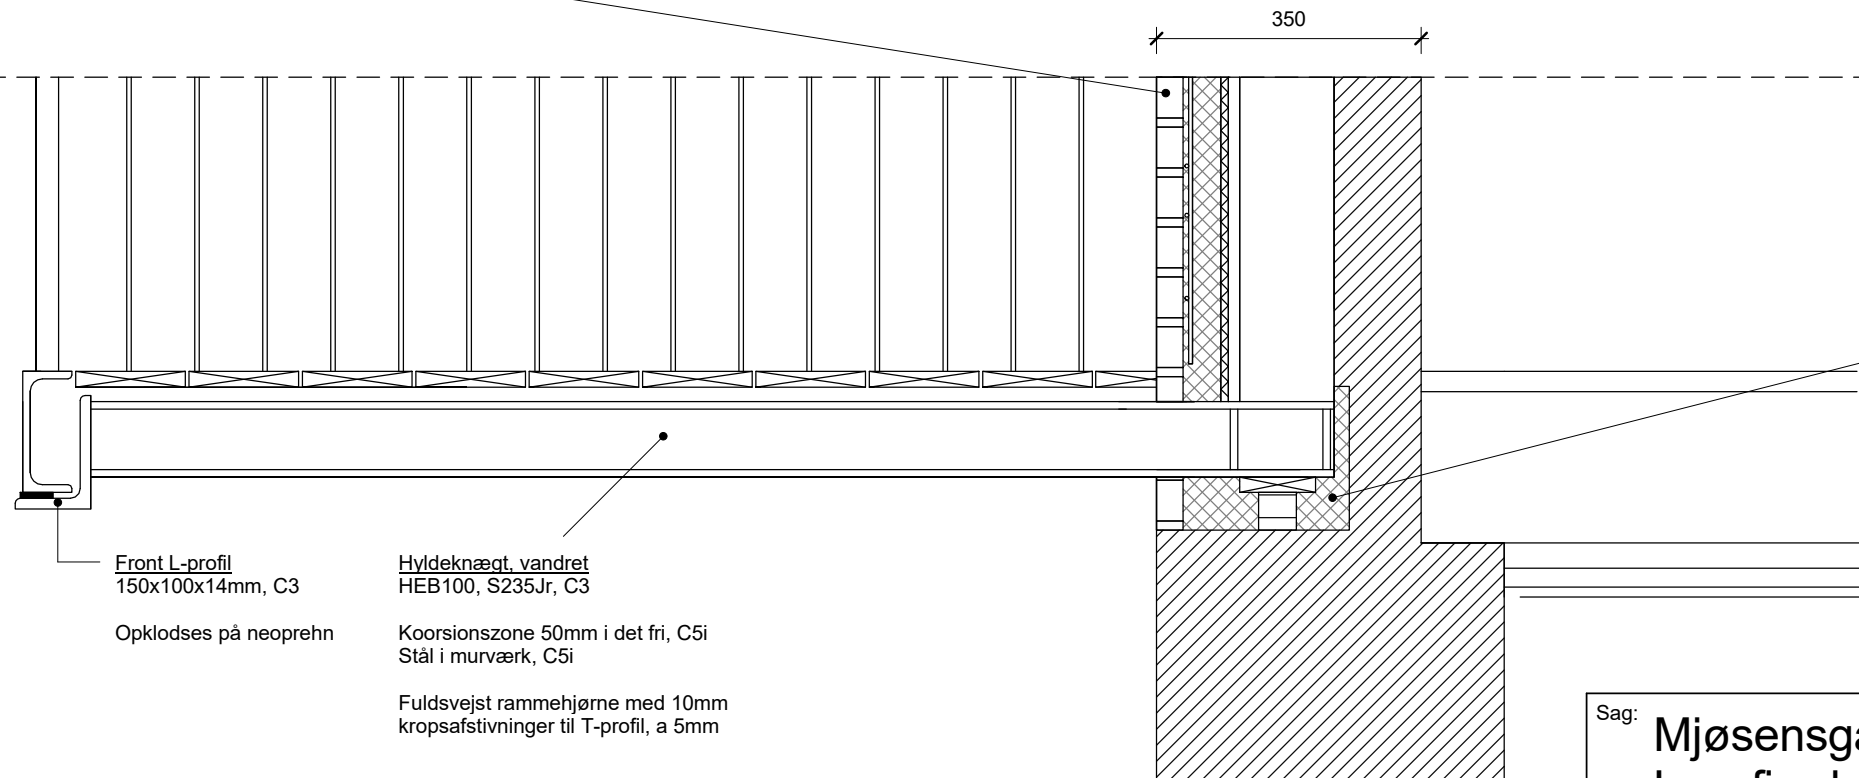 350
Front L-profil
150x100x14mm, C3
Opklodses på neoprehn
Hyldeknægt, vandret
HEB100, S235Jr, C3
Koorsionszone 50mm i det fri, C5i
Stål i murværk, C5i
Fuldsvejst rammehjørne med 10mm
kropsafstivninger til T-profil, a 5mm
Sag:
Mjøsensga